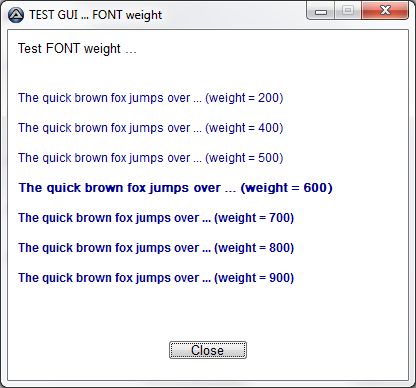 TEST GUI ... FONT weight
Test FONT weight ...
The quick brown fox jumps over ... (weight = 200)
The quick brown fox jumps over ... (weight = 400)
The quick brown fox jumps over ... (weight = 500)
The quick brown fox jumps over ... (weight = 600)
The quick brown fox jumps over ... (weight = 700)
The quick brown fox jumps over ... (weight = 800)
The quick brown fox jumps over ... (weight = 900)
Close